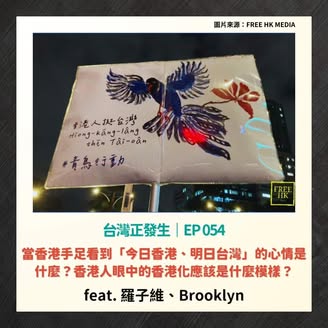 圖片來源：FREE HK MEDIA
香港人挺台灣
Hiong-káng-lâng
thén Tâi-oân
#青鳥行動
FREE
HK
台灣正發生｜EP 054
當香港手足看到「今日香港、明日台灣」的心情是
什麼？香港人眼中的香港化應該是什麼模樣？
feat. 羅子維、Brooklyn